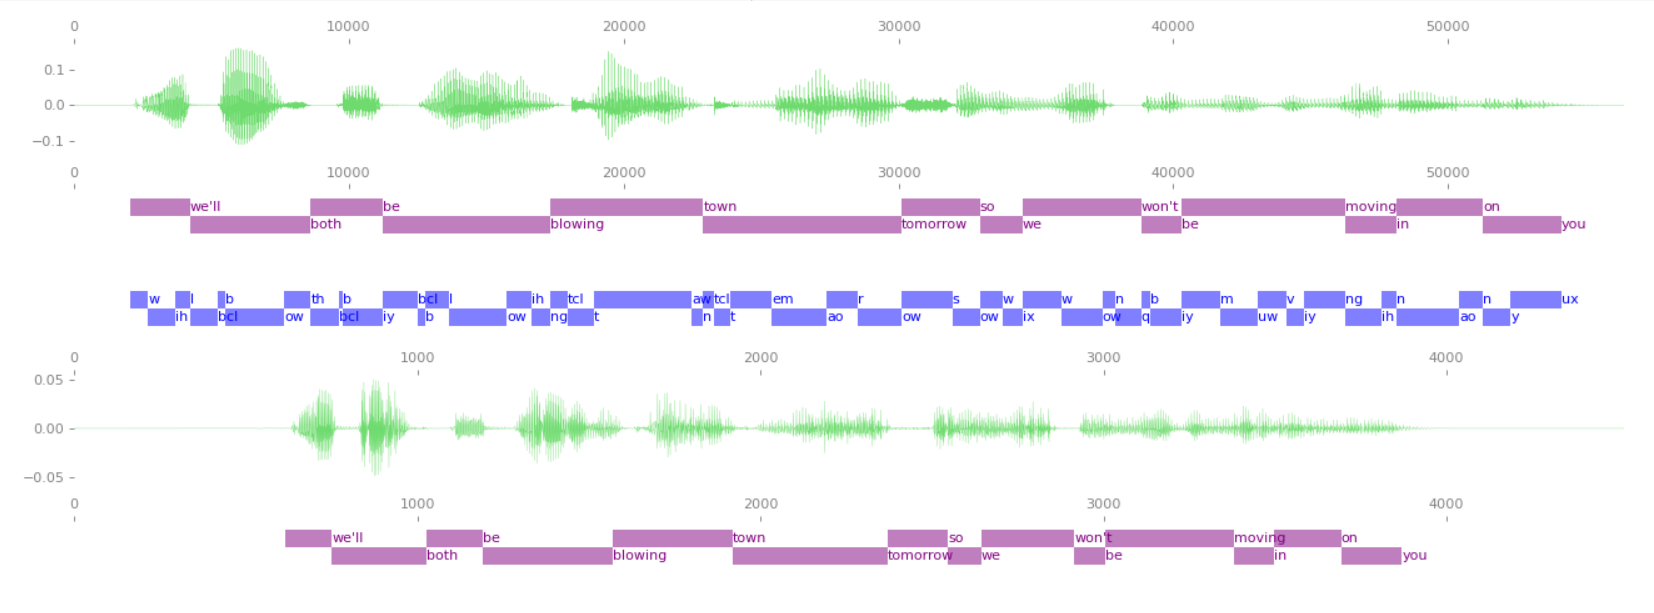 0 10000 20000 30000 40000 50000
0.1
0.0
−0.1
0 10000 20000 30000 40000 50000
we'll be town so won't moving on
both blowing tomorrow we be in you
w l b th b bcl l ih tcl aw tcl em r s w w n b m v ng n n ux
ih bcl ow bcl iy b ow ng t n t ao ow ow ix ow q iy uw iy ih ao y
0 1000 2000 3000 4000
0.05
0.00
−0.05
0 1000 2000 3000 4000
we'll be town so won't moving on
both blowing tomorrow we be in you